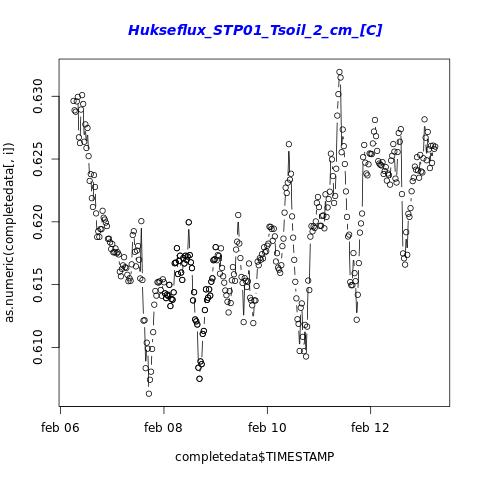 Hukseflux_STP01_Tsoil_2_cm_[C]
as.numeric(completedata[, i])
0.630
0.625
0.620
0.615
0.610
feb 06
feb 08
feb 10
feb 12
completedata$TIMESTAMP